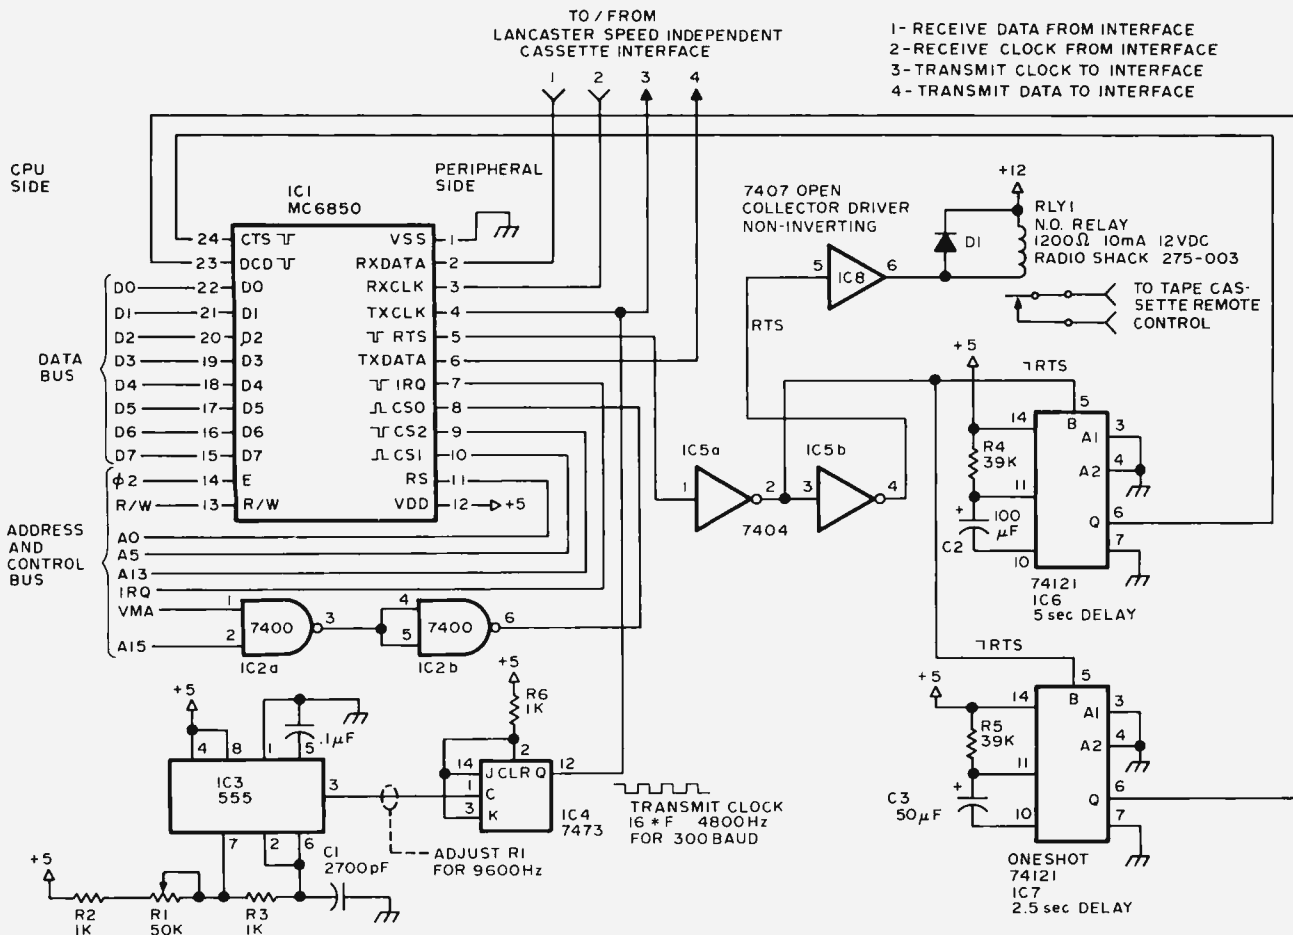 TO / FROM
LANCASTER SPEED INDEPENDENT
CASSETTE INTERFACE
1 2 3 4
1- RECEIVE DATA FROM INTERFACE
2- RECEIVE CLOCK FROM INTERFACE
3- TRANSMIT CLOCK TO INTERFACE
4- TRANSMIT DATA TO INTERFACE
CPU
SIDE
PERIPHERAL
SIDE
IC1
MC6850
24 CTS VSS 1
23 DCD RXDATA 2
D0 22 D0 RXCLK 3
D1 21 D1 TXCLK 4
D2 20 D2 RTS 5
D3 19 D3 TXDATA 6
D4 18 D4 IRQ 7
D5 17 D5 CS0 8
D6 16 D6 CS2 9
D7 15 D7 CS1 10
ϕ2 14 E RS 11
R/W 13 R/W VDD 12 +5
DATA
BUS
ADDRESS
AND
CONTROL
BUS
A0
A5
A13
IRQ
VMA
A15
1
2
7400
3
IC2a
4
5
7400
6
IC2b
7407 OPEN
COLLECTOR DRIVER
NON-INVERTING
5 IC8 6
RTS
D1
+12
RLY1
N.O. RELAY
1200Ω 10mA 12VDC
RADIO SHACK 275-003
TO TAPE CAS-
SETTE REMOTE
CONTROL
IC5a
1 2
7404
IC5b
3 4
+5
¬RTS
R4
39K
+
100
μF
C2
14
11
10
5
B
A1 3
A2 4
Q 6
7
74121
IC6
5 sec DELAY
¬RTS
+5
R5
39K
+
C3
50μF
14
11
10
5
B
A1 3
A2 4
Q 6
7
ONESHOT
74121
IC7
2.5 sec DELAY
+5
4 8 1 5
.1μF
IC3
555
3
7 2 6
C1
2700pF
+5
R2
1K
R1
50K
R3
1K
ADJUST R1
FOR 9600Hz
+5
R6
1K
2
14 J CLR Q 12
1 C
3 K
IC4
7473
TRANSMIT CLOCK
16 * F 4800Hz
FOR 300 BAUD